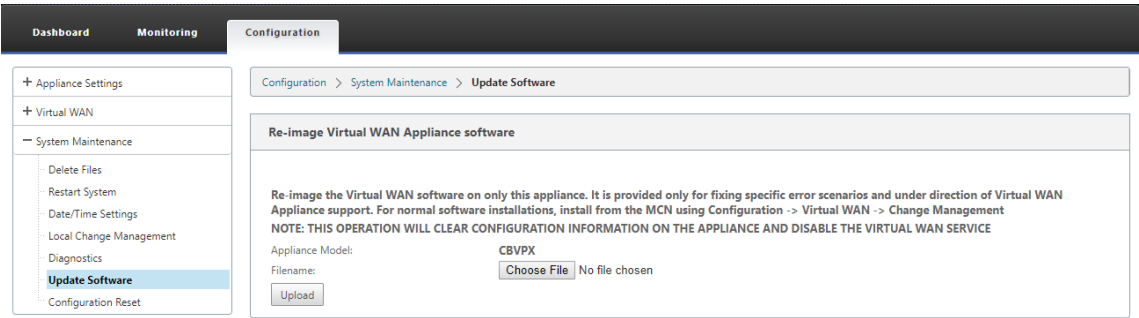 Dashboard Monitoring Configuration
+ Appliance Settings
+ Virtual WAN
− System Maintenance
Delete Files
Restart System
Date/Time Settings
Local Change Management
Diagnostics
Update Software
Configuration Reset
Configuration > System Maintenance > Update Software
Re-image Virtual WAN Appliance software
Re-image the Virtual WAN software on only this appliance. It is provided only for fixing specific error scenarios and under direction of Virtual WAN
Appliance support. For normal software installations, install from the MCN using Configuration -> Virtual WAN -> Change Management
NOTE: THIS OPERATION WILL CLEAR CONFIGURATION INFORMATION ON THE APPLIANCE AND DISABLE THE VIRTUAL WAN SERVICE
Appliance Model: CBVPX
Filename: Choose File No file chosen
Upload